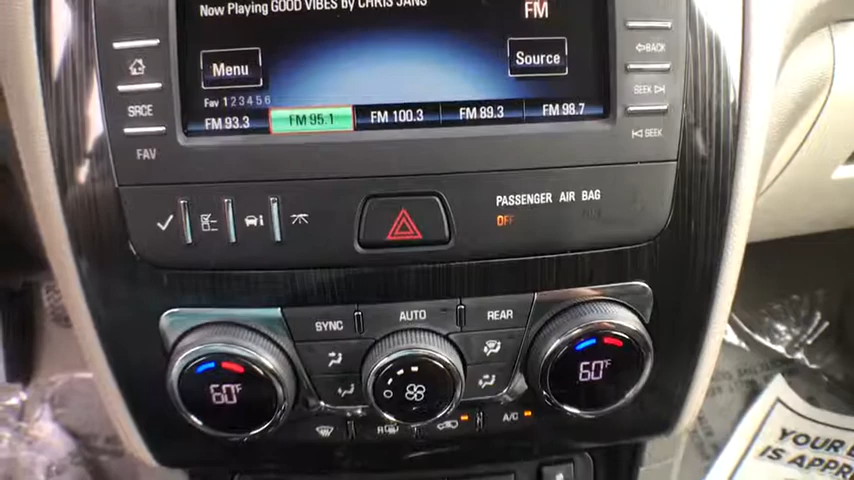 Now Playing:GOOD VIBES by CHRIS JANS
FM
Menu
Source
BACK
SEEK
SEEK
SRCE
FAV
Fav 1 2 3 4 5 6
FM 93.3
FM 95.1
FM 100.3
FM 89.3
FM 98.7
i
PASSENGER AIR BAG
OFF
SYNC
AUTO
REAR
60°F
60°F
R
A/C
YOUR B
IS APPR